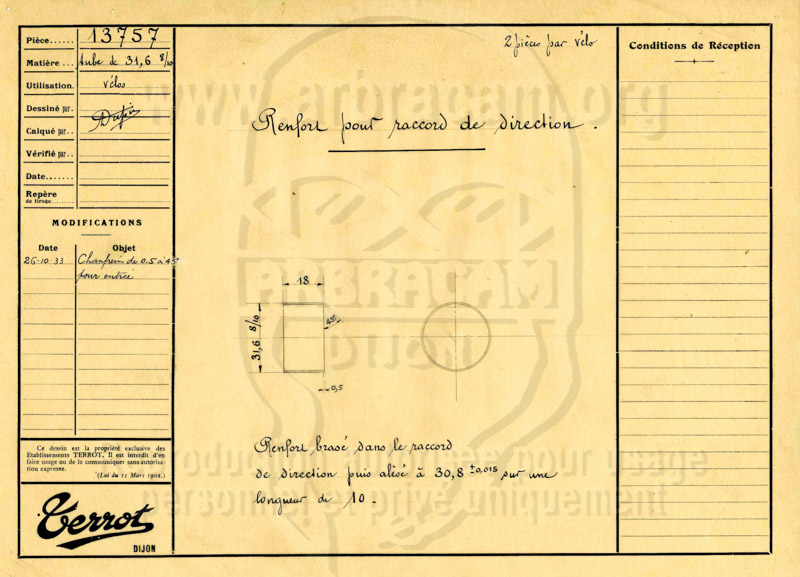 Pièce...... 13757
Matière... Tube de 31,6 8/10
Utilisation. Vélos
Dessiné par.
Calqué par..
Vérifié par..
Date.......
Repère
de tirage........
MODIFICATIONS
Date Objet
26-10-33 Chanfrein de 0.5 à 45°
pour entrée
Ce dessin est la propriété exclusive des
Etablissements TERROT. Il est interdit d'en
faire usage ou de le communiquer sans autorisa-
tion expresse.
(Loi du 11 Mars 1902.)
Terrot
DIJON
2 pièces par Vélo
Renfort pour raccord de direction.
18
31,6 8/10
45°
0,5
Renfort brasé dans le raccord
de direction puis alésé à 30,8 ±0,015 sur une
longueur de 10.
Conditions de Réception
www.arbracam.org
ARBRACAM
DIJON
usage
personnel privé uniquement